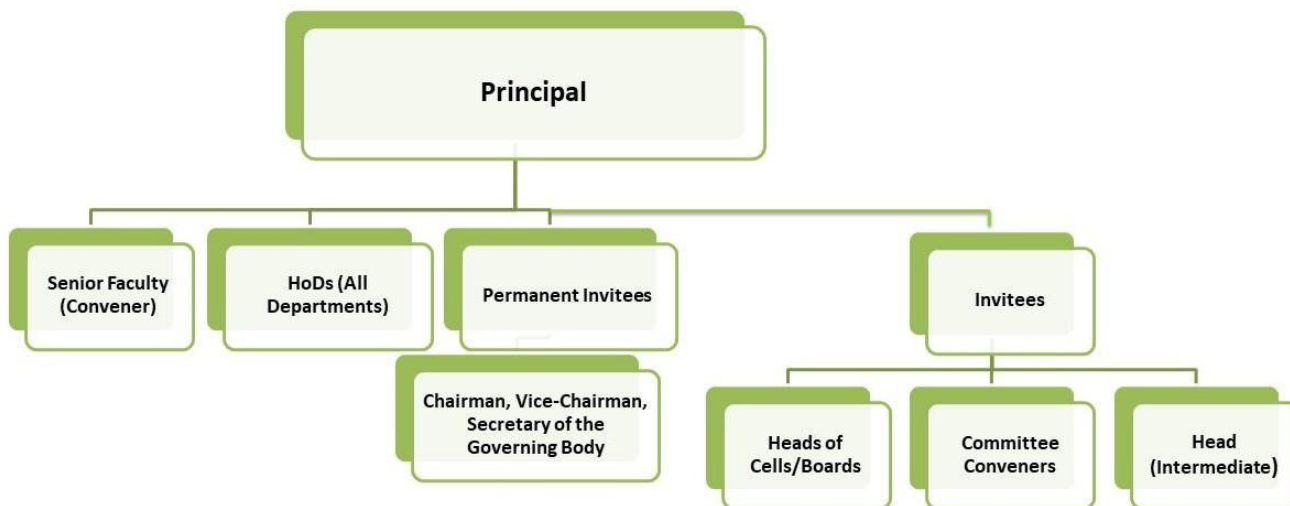 Principal
Senior Faculty
(Convener)
HoDs (All
Departments)
Permanent Invitees
Invitees
Chairman, Vice-Chairman,
Secretary of the
Governing Body
Heads of
Cells/Boards
Committee
Conveners
Head
(Intermediate)